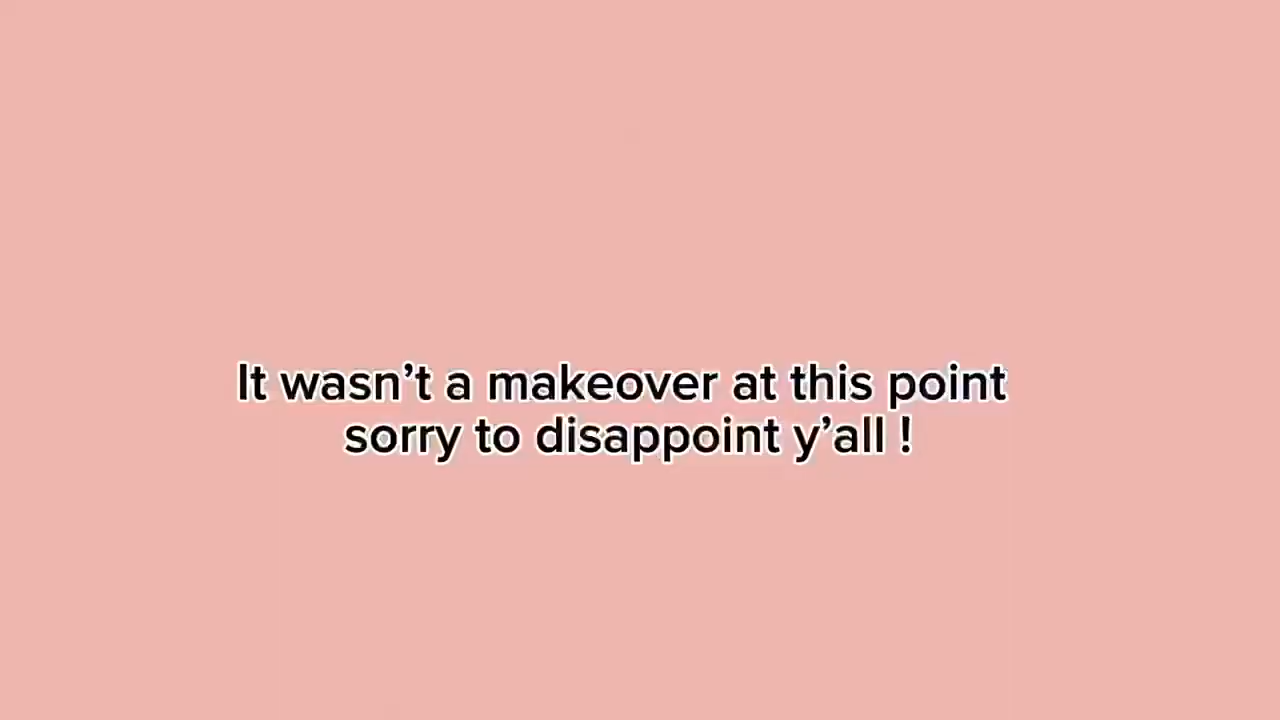 It wasn’t a makeover at this point
sorry to disappoint y’all !